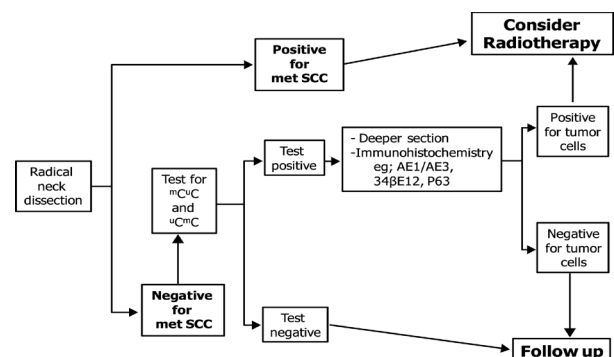 Radical
neck
dissection
Positive
for
met SCC
Consider
Radiotherapy
Negative
for
met SCC
Test for
ᵐCᵘC
and
ᵘCᵐC
Test
positive
- Deeper section
-Immunohistochemistry
eg; AE1/AE3,
34βE12, P63
Positive
for tumor
cells
Negative
for tumor
cells
Test
negative
Follow up